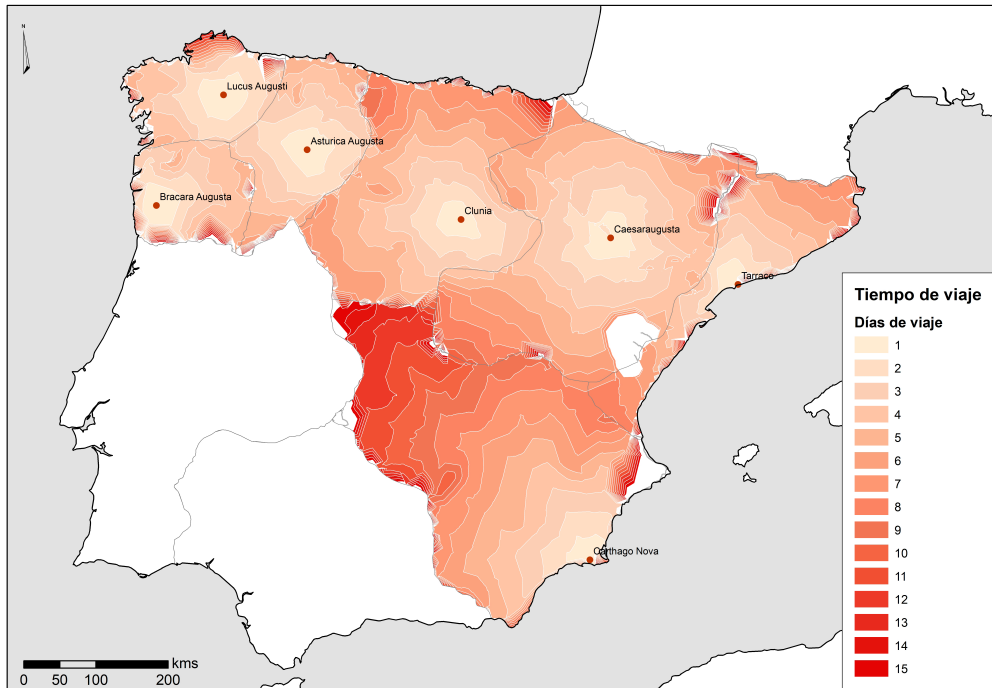 N
Lucus Augusti
Asturica Augusta
Bracara Augusta
Clunia
Caesaraugusta
Tarraco
Carthago Nova
Tiempo de viaje
Días de viaje
1
2
3
4
5
6
7
8
9
10
11
12
13
14
15
kms
0 50 100 200